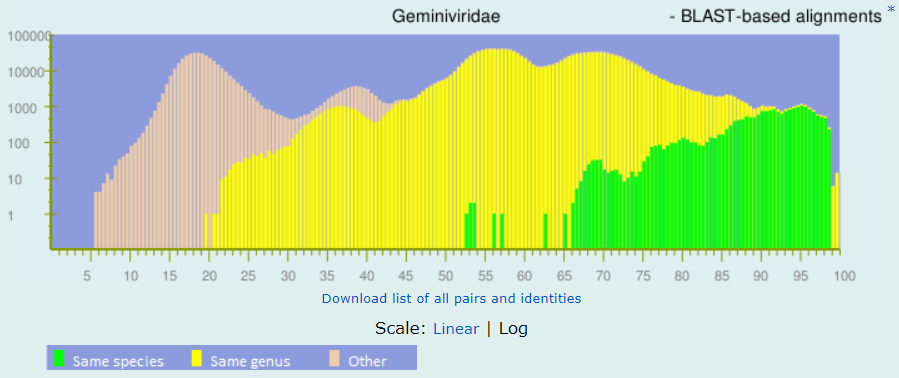 Geminiviridae - BLAST-based alignments *
100000
10000
1000
100
10
1
5 10 15 20 25 30 35 40 45 50 55 60 65 70 75 80 85 90 95 100
Download list of all pairs and identities
Scale: Linear | Log
Same species Same genus Other